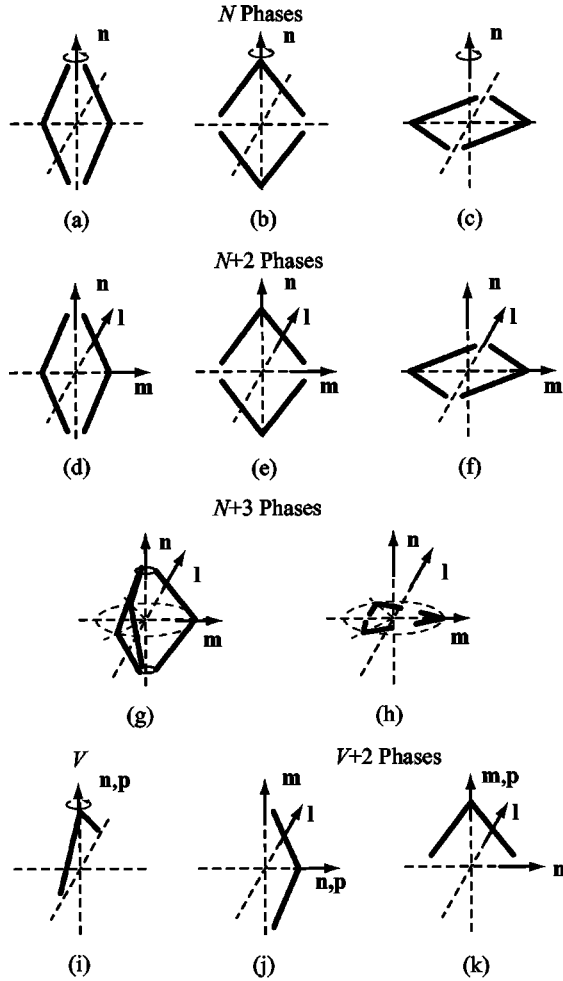 N Phases
n n n
(a) (b) (c)
N+2 Phases
n n n
l l l
m m m
(d) (e) (f)
N+3 Phases
n n
l l
m m
(g) (h)
V V+2 Phases
n,p m m,p
l l
n,p n
(i) (j) (k)